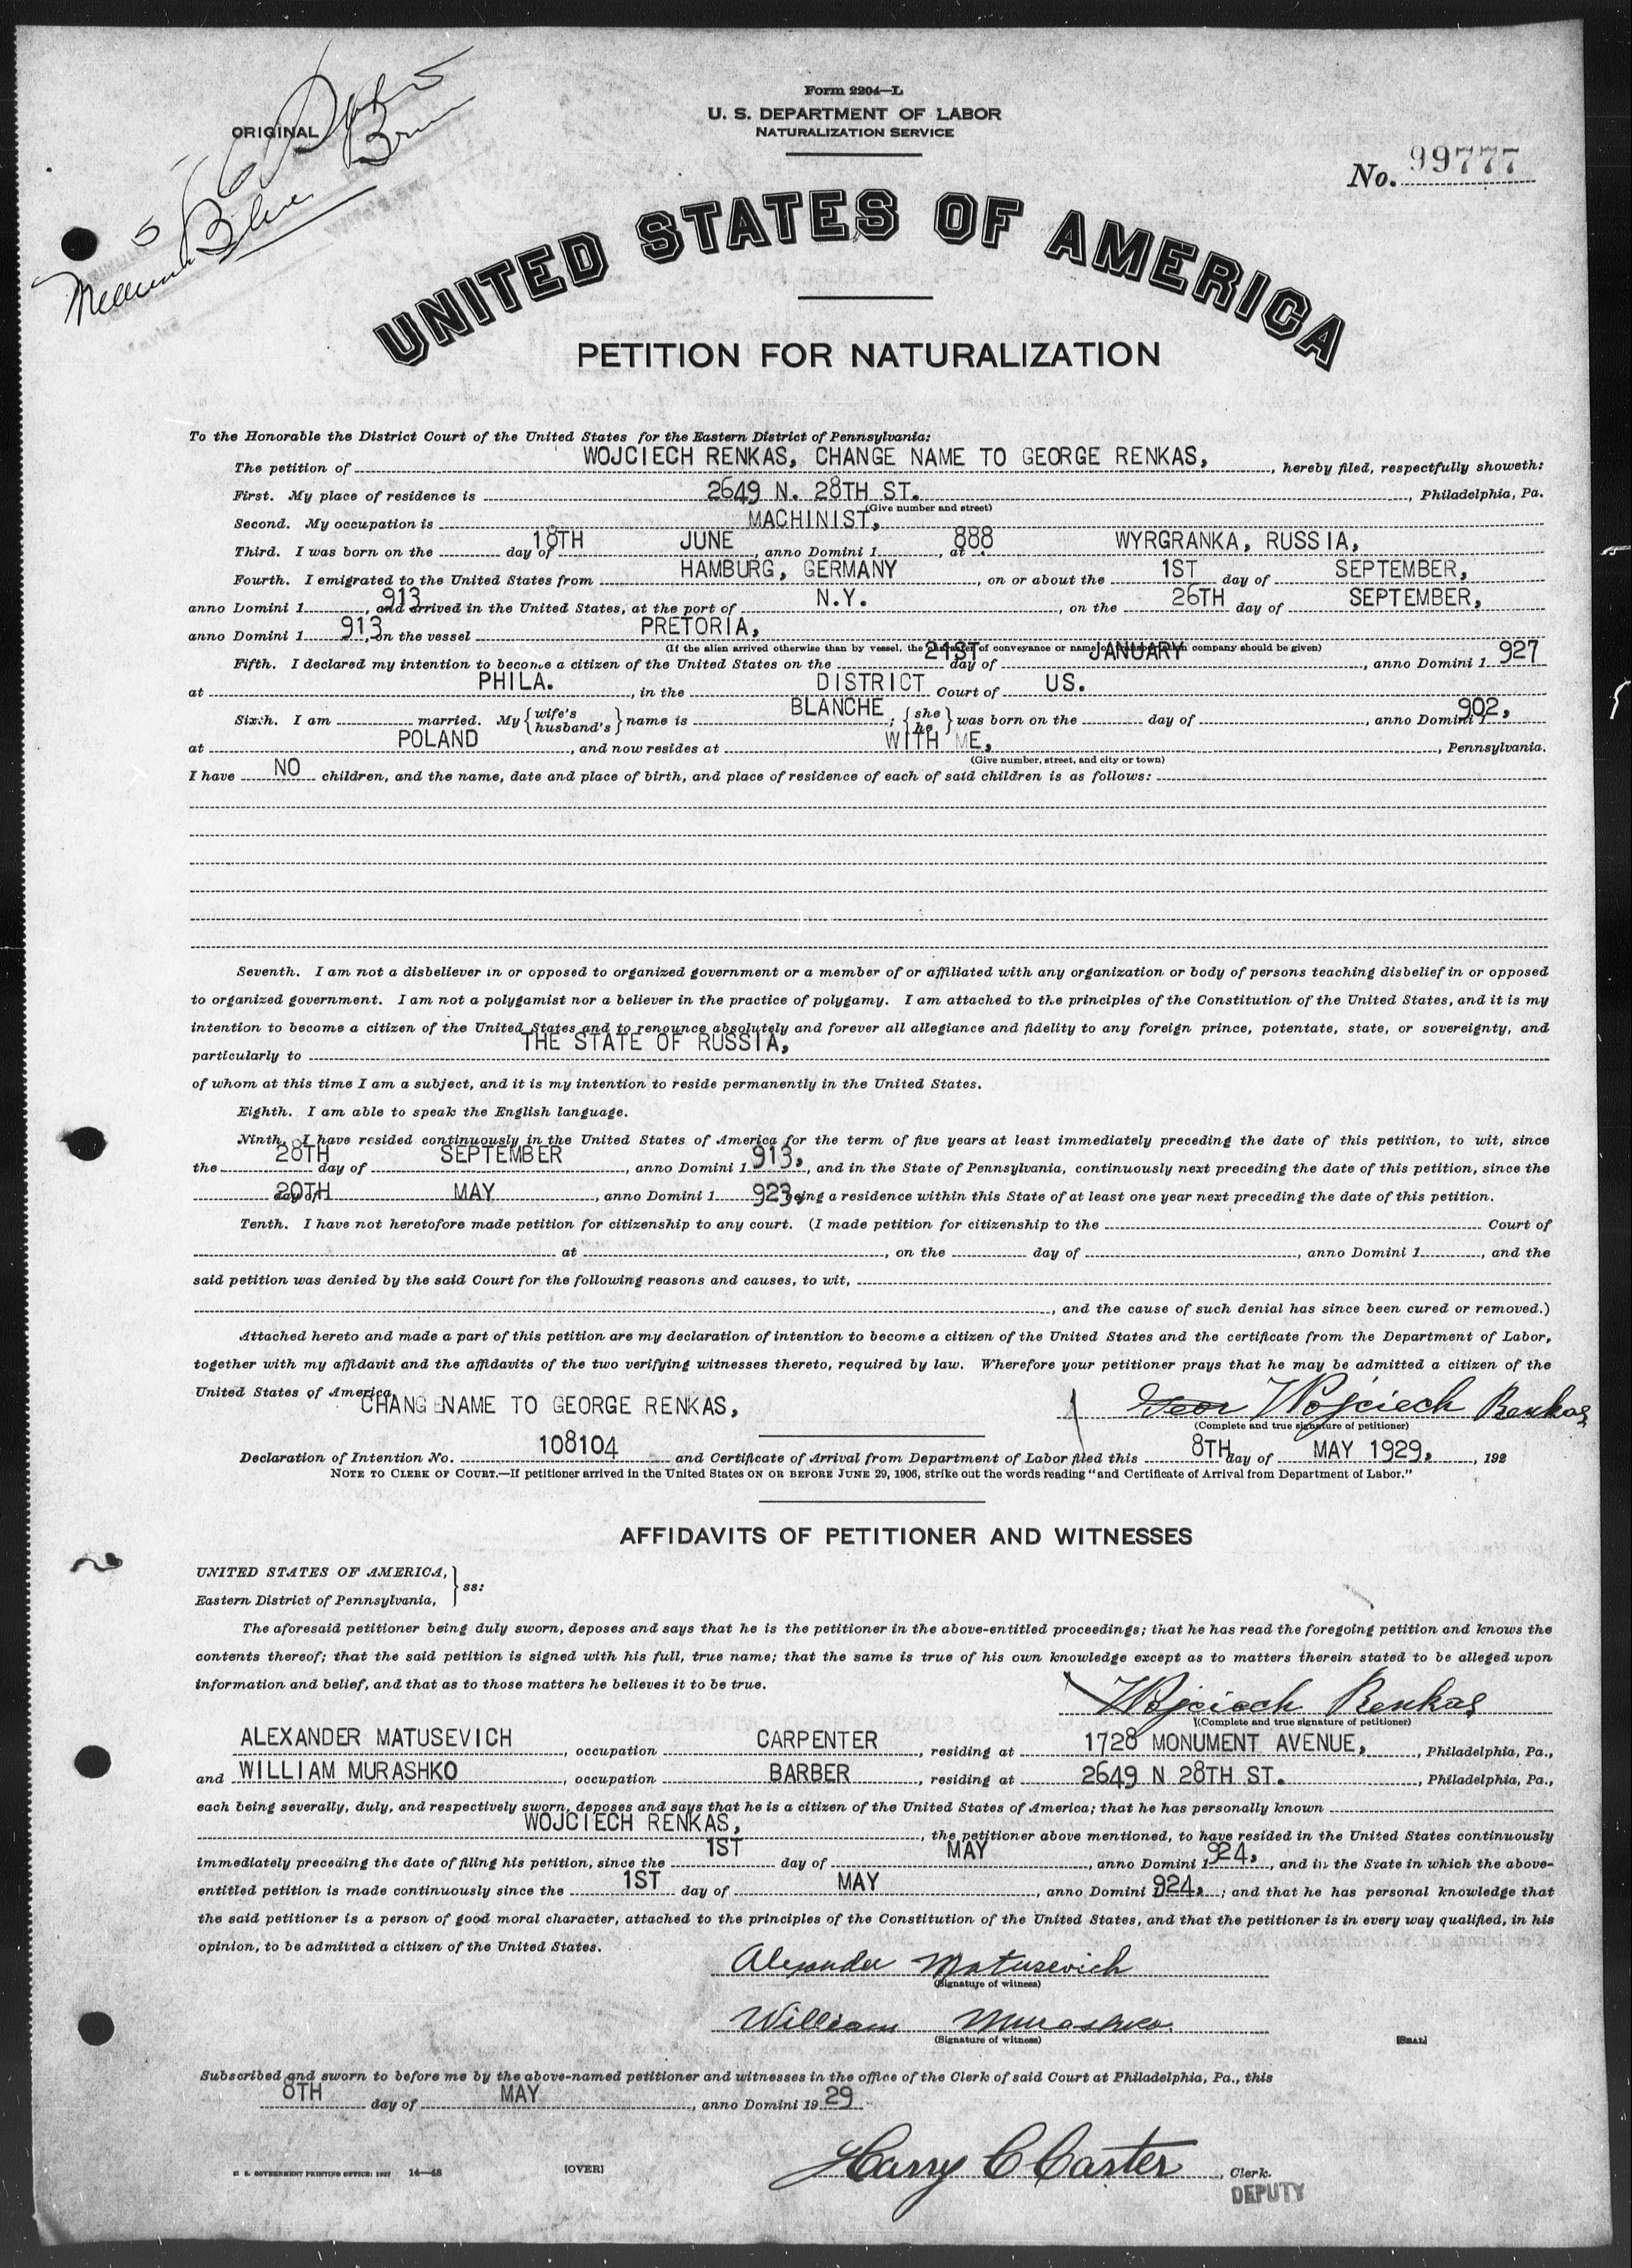 Form 2204—L
U. S. DEPARTMENT OF LABOR
NATURALIZATION SERVICE
ORIGINAL
No. 99777
UNITED STATES OF AMERICA
PETITION FOR NATURALIZATION
To the Honorable the District Court of the United States for the Eastern District of Pennsylvania:
The petition of WOJCIECH RENKAS, CHANGE NAME TO GEORGE RENKAS, , hereby filed, respectfully showeth:
First. My place of residence is 2649 N. 28TH ST. , Philadelphia, Pa.
(Give number and street)
Second. My occupation is MACHINIST,
Third. I was born on the 18TH day of JUNE , anno Domini 1 888 , at WYRGRANKA, RUSSIA,
Fourth. I emigrated to the United States from HAMBURG, GERMANY , on or about the 1ST day of SEPTEMBER,
anno Domini 1 913 , and arrived in the United States, at the port of N.Y. , on the 26TH day of SEPTEMBER,
anno Domini 1 913 , on the vessel PRETORIA,
(If the alien arrived otherwise than by vessel, the character of conveyance or name of transportation company should be given)
Fifth. I declared my intention to become a citizen of the United States on the 21ST day of JANUARY , anno Domini 1 927
at PHILA. , in the DISTRICT Court of US.
Sixth. I am married. My {wife's husband's} name is BLANCHE ; {she he} was born on the day of , anno Domini 1 902,
at POLAND , and now resides at WITH ME, , Pennsylvania.
(Give number, street, and city or town)
I have NO children, and the name, date and place of birth, and place of residence of each of said children is as follows:
Seventh. I am not a disbeliever in or opposed to organized government or a member of or affiliated with any organization or body of persons teaching disbelief in or opposed
to organized government. I am not a polygamist nor a believer in the practice of polygamy. I am attached to the principles of the Constitution of the United States, and it is my
intention to become a citizen of the United States and to renounce absolutely and forever all allegiance and fidelity to any foreign prince, potentate, state, or sovereignty, and
particularly to THE STATE OF RUSSIA,
of whom at this time I am a subject, and it is my intention to reside permanently in the United States.
Eighth. I am able to speak the English language.
Ninth. I have resided continuously in the United States of America for the term of five years at least immediately preceding the date of this petition, to wit, since
the 28TH day of SEPTEMBER , anno Domini 1 913, , and in the State of Pennsylvania, continuously next preceding the date of this petition, since the
20TH day of MAY , anno Domini 1 923, being a residence within this State of at least one year next preceding the date of this petition.
Tenth. I have not heretofore made petition for citizenship to any court. (I made petition for citizenship to the Court of
at , on the day of , anno Domini 1 , and the
said petition was denied by the said Court for the following reasons and causes, to wit,
, and the cause of such denial has since been cured or removed.)
Attached hereto and made a part of this petition are my declaration of intention to become a citizen of the United States and the certificate from the Department of Labor,
together with my affidavit and the affidavits of the two verifying witnesses thereto, required by law. Wherefore your petitioner prays that he may be admitted a citizen of the
United States of America.
CHANG ENAME TO GEORGE RENKAS, Wojciech Renkas
(Complete and true signature of petitioner)
Declaration of Intention No. 108104 and Certificate of Arrival from Department of Labor filed this 8TH day of MAY 1929, , 192
NOTE TO CLERK OF COURT.—If petitioner arrived in the United States ON OR BEFORE JUNE 29, 1906, strike out the words reading "and Certificate of Arrival from Department of Labor."
AFFIDAVITS OF PETITIONER AND WITNESSES
UNITED STATES OF AMERICA,
Eastern District of Pennsylvania, } ss:
The aforesaid petitioner being duly sworn, deposes and says that he is the petitioner in the above-entitled proceedings; that he has read the foregoing petition and knows the
contents thereof; that the said petition is signed with his full, true name; that the same is true of his own knowledge except as to matters therein stated to be alleged upon
information and belief, and that as to those matters he believes it to be true.
Wojciech Renkas
(Complete and true signature of petitioner)
ALEXANDER MATUSEVICH , occupation CARPENTER , residing at 1728 MONUMENT AVENUE, , Philadelphia, Pa.,
and WILLIAM MURASHKO , occupation BARBER , residing at 2649 N 28TH ST. , Philadelphia, Pa.,
each being severally, duly, and respectively sworn, deposes and says that he is a citizen of the United States of America; that he has personally known
WOJCIECH RENKAS, , the petitioner above mentioned, to have resided in the United States continuously
immediately preceding the date of filing his petition, since the 1ST day of MAY , anno Domini 1 924, , and in the State in which the above-
entitled petition is made continuously since the 1ST day of MAY , anno Domini 1 924, ; and that he has personal knowledge that
the said petitioner is a person of good moral character, attached to the principles of the Constitution of the United States, and that the petitioner is in every way qualified, in his
opinion, to be admitted a citizen of the United States.
Alexander Matusevich
(Signature of witness)
William Murashko
(Signature of witness)
[SEAL]
Subscribed and sworn to before me by the above-named petitioner and witnesses in the office of the Clerk of said Court at Philadelphia, Pa., this
8TH day of MAY , anno Domini 19 29
Harry C Carter , Clerk.
DEPUTY
U. S. GOVERNMENT PRINTING OFFICE: 1927 14—48
[OVER]